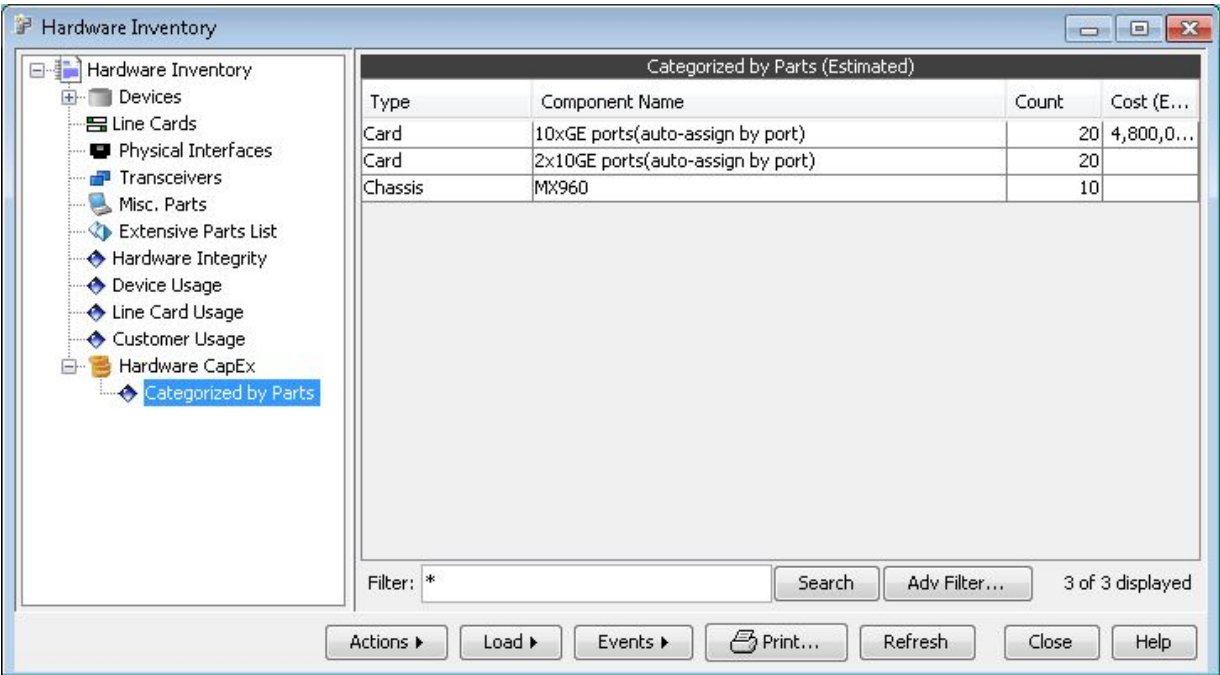 Hardware Inventory
Hardware Inventory
Devices
Line Cards
Physical Interfaces
Transceivers
Misc. Parts
Extensive Parts List
Hardware Integrity
Device Usage
Line Card Usage
Customer Usage
Hardware CapEx
Categorized by Parts
Categorized by Parts (Estimated)
Type Component Name Count Cost (E...
Card 10xGE ports(auto-assign by port) 20 4,800,0...
Card 2x10GE ports(auto-assign by port) 20
Chassis MX960 10
Filter: * Search Adv Filter... 3 of 3 displayed
Actions Load Events Print... Refresh Close Help